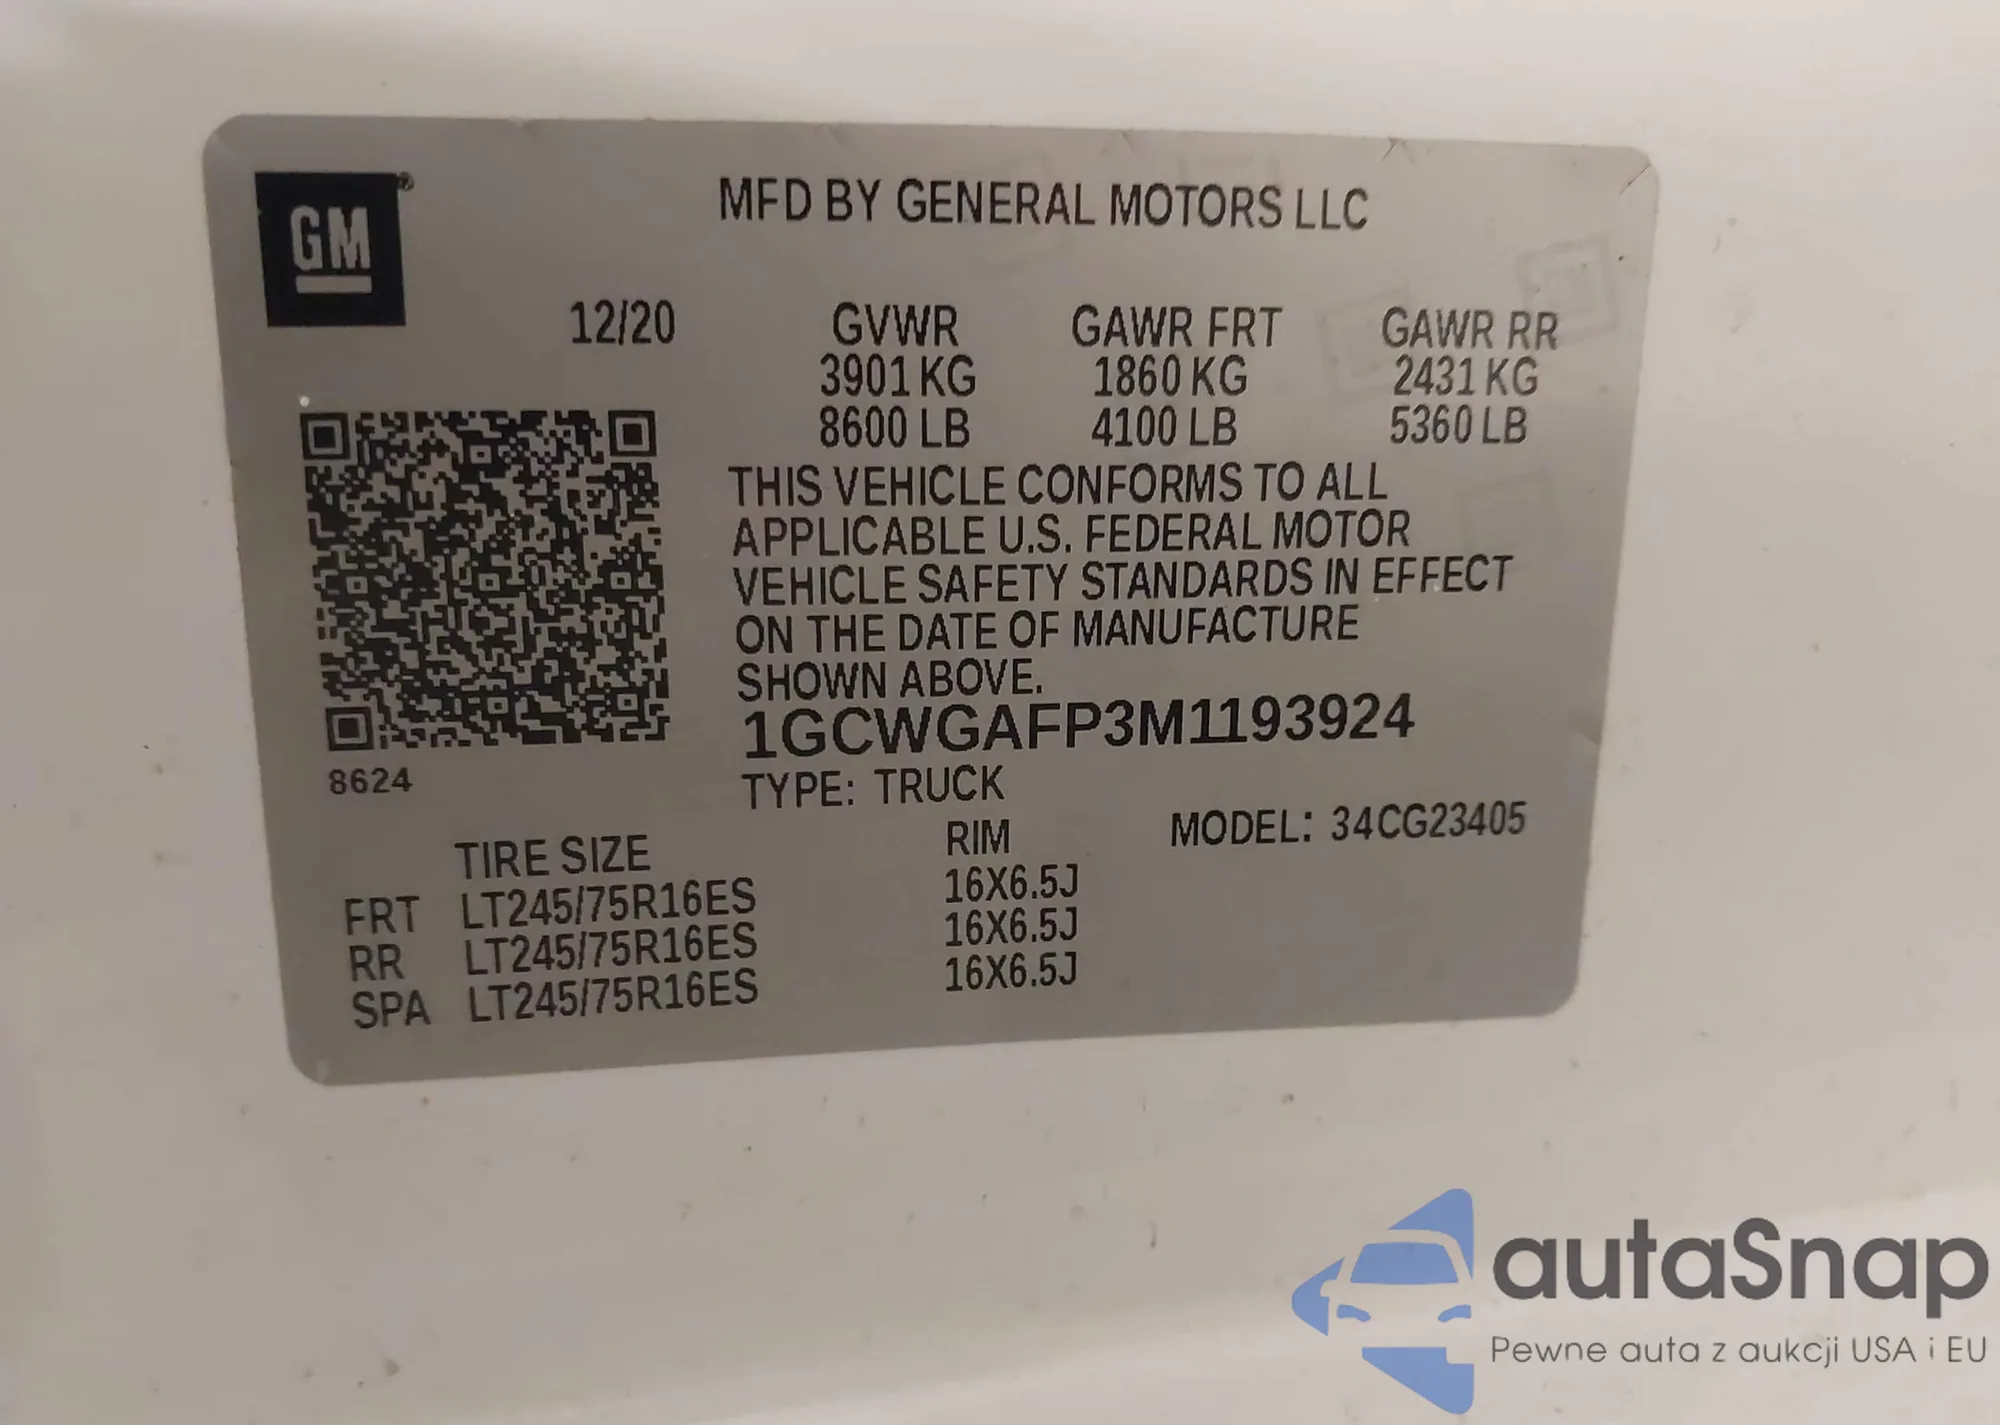 GM
MFD BY GENERAL MOTORS LLC
12/20 GVWR GAWR FRT GAWR RR
3901 KG 1860 KG 2431 KG
8600 LB 4100 LB 5360 LB
THIS VEHICLE CONFORMS TO ALL
APPLICABLE U.S. FEDERAL MOTOR
VEHICLE SAFETY STANDARDS IN EFFECT
ON THE DATE OF MANUFACTURE
SHOWN ABOVE.
1GCWGAFP3M1193924
8624
TYPE: TRUCK
TIRE SIZE RIM MODEL: 34CG23405
FRT LT245/75R16ES 16X6.5J
RR LT245/75R16ES 16X6.5J
SPA LT245/75R16ES 16X6.5J
autaSnap
Pewne auta z aukcji USA i EU